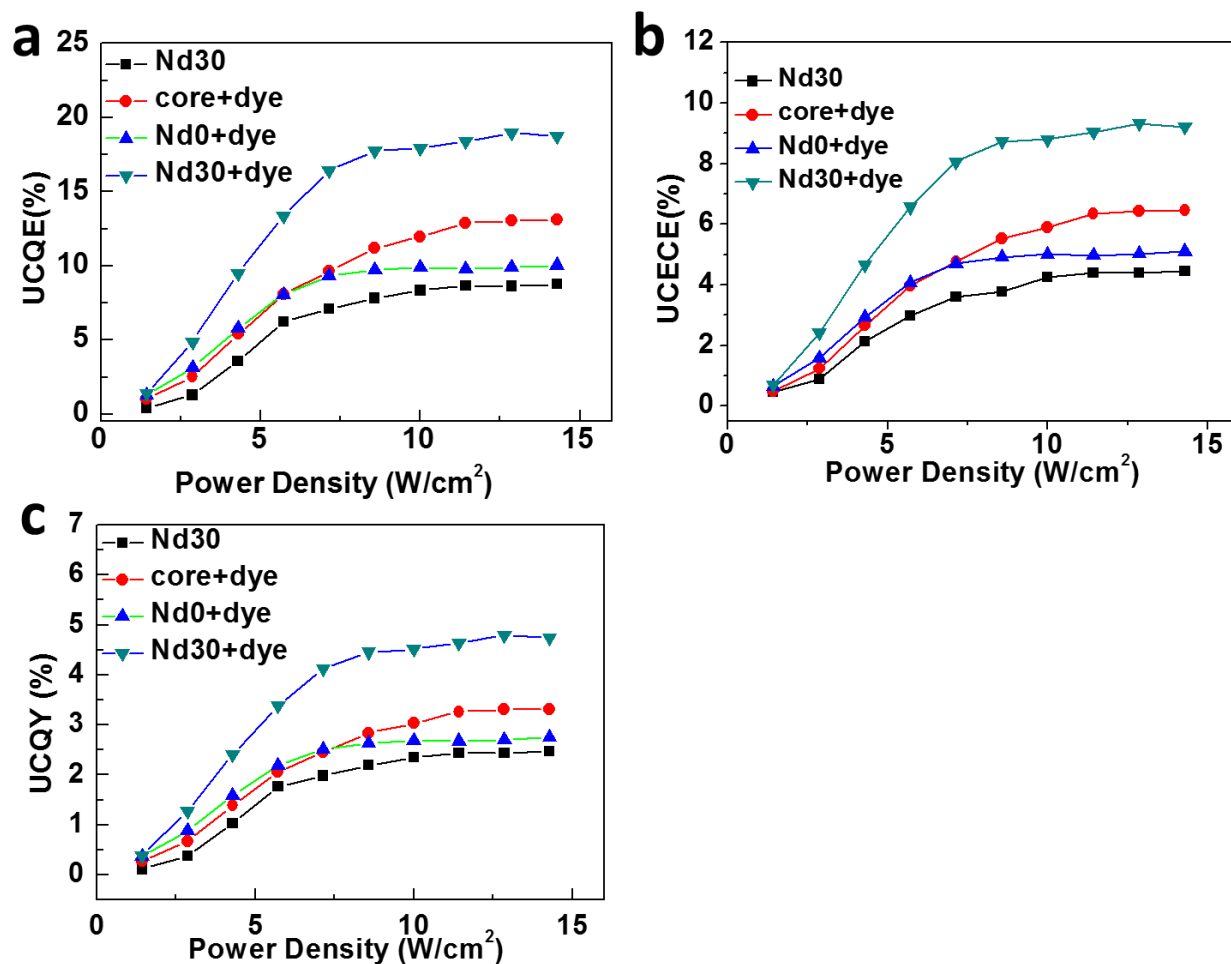 a
25
20
15
10
5
0
UCQE(%)
Nd30
core+dye
Nd0+dye
Nd30+dye
0 5 10 15
Power Density (W/cm²)
b
12
10
8
6
4
2
0
UCECE(%)
Nd30
core+dye
Nd0+dye
Nd30+dye
0 5 10 15
Power Density (W/cm²)
c
7
6
5
4
3
2
1
0
UCQY (%)
Nd30
core+dye
Nd0+dye
Nd30+dye
0 5 10 15
Power Density (W/cm²)